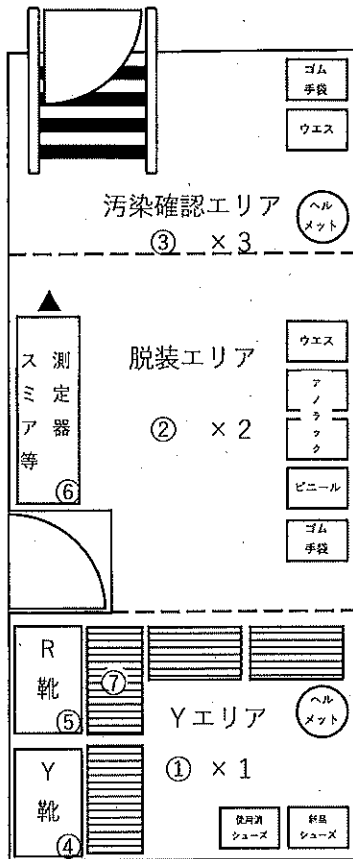 ゴム
手袋
ウエス
汚染確認エリア
ヘル
メット
③ ×3
ウエス
脱装エリア
測定器
スミア等
⑥
アノラック
② ×2
ビニール
ゴム
手袋
R
靴
⑤
⑦
Yエリア
ヘル
メット
① ×1
Y
靴
④
使用済
シューズ
新品
シューズ